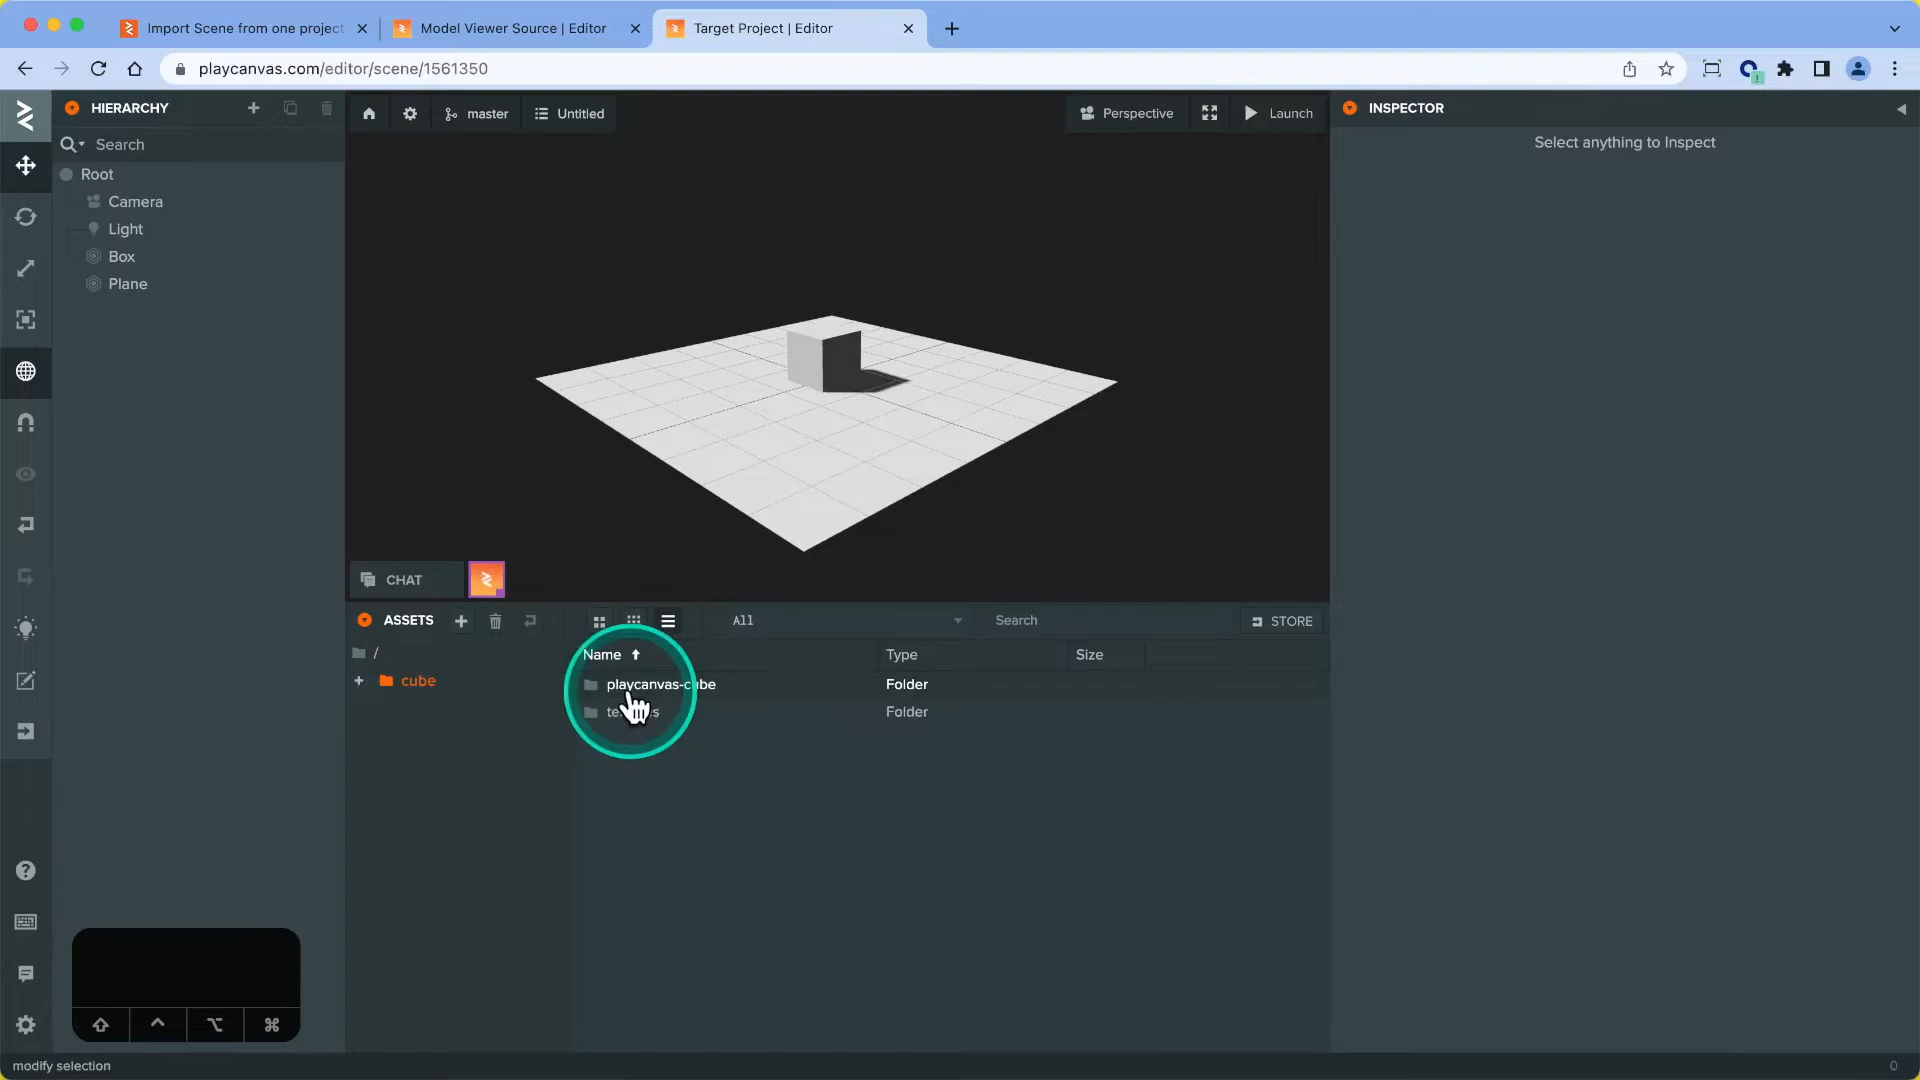 Import Scene from one project
Model Viewer Source | Editor
Target Project | Editor
playcanvas.com/editor/scene/1561350
HIERARCHY
Search
Root
Camera
Light
Box
Plane
master
Untitled
Perspective
Launch
INSPECTOR
Select anything to Inspect
CHAT
ASSETS
All
Search
STORE
/
cube
Name
Type
Size
playcanvas-cube
Folder
Folder
modify selection
0